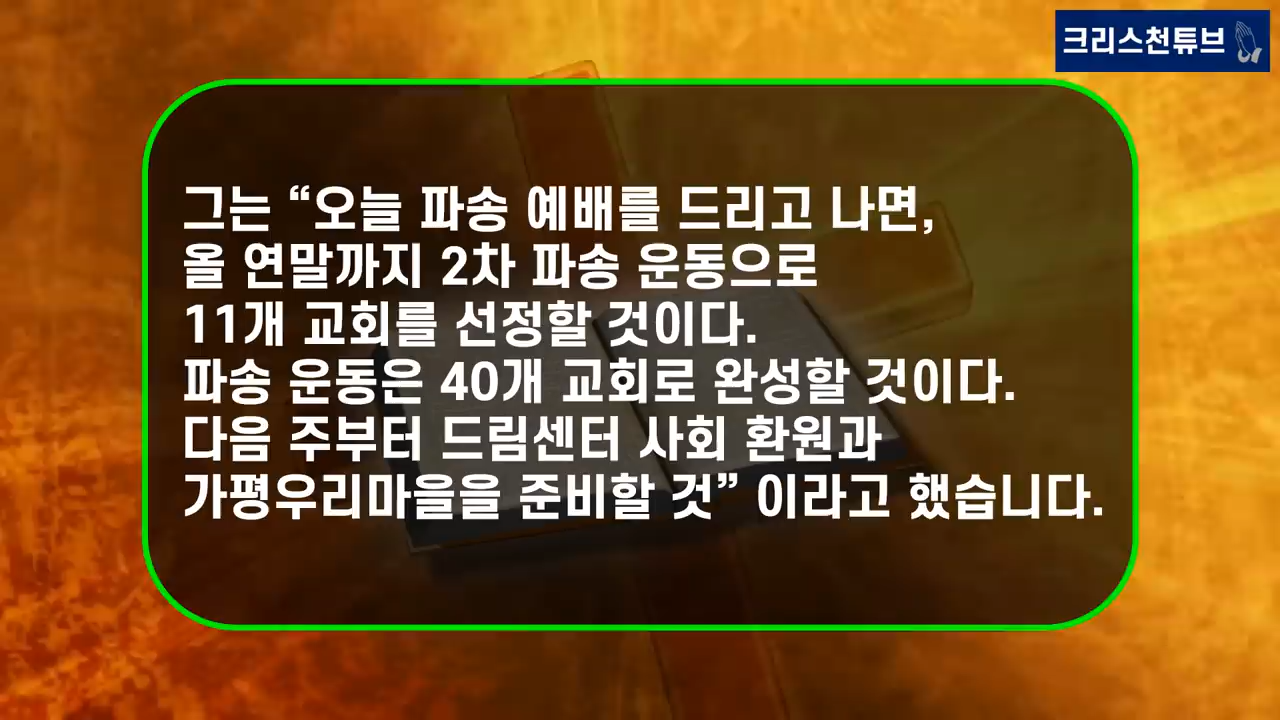 크리스천튜브
그는 “오늘 파송 예배를 드리고 나면,
올 연말까지 2차 파송 운동으로
11개 교회를 선정할 것이다.
파송 운동은 40개 교회로 완성할 것이다.
다음 주부터 드림센터 사회 환원과
가평우리마을을 준비할 것” 이라고 했습니다.